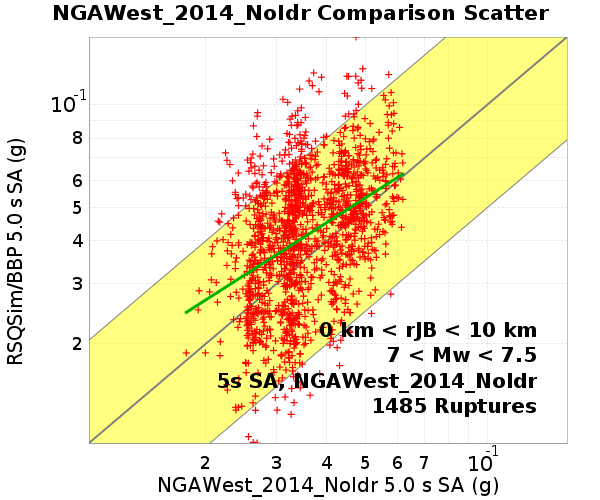 NGAWest_2014_NoIdr Comparison Scatter
RSQSim/BBP 5.0 s SA (g)
10-1
8
6
5
4
3
2
0 km < rJB < 10 km
7 < Mw < 7.5
5s SA, NGAWest_2014_NoIdr
1485 Ruptures
2 3 4 5 6 7 10-1
NGAWest_2014_NoIdr 5.0 s SA (g)